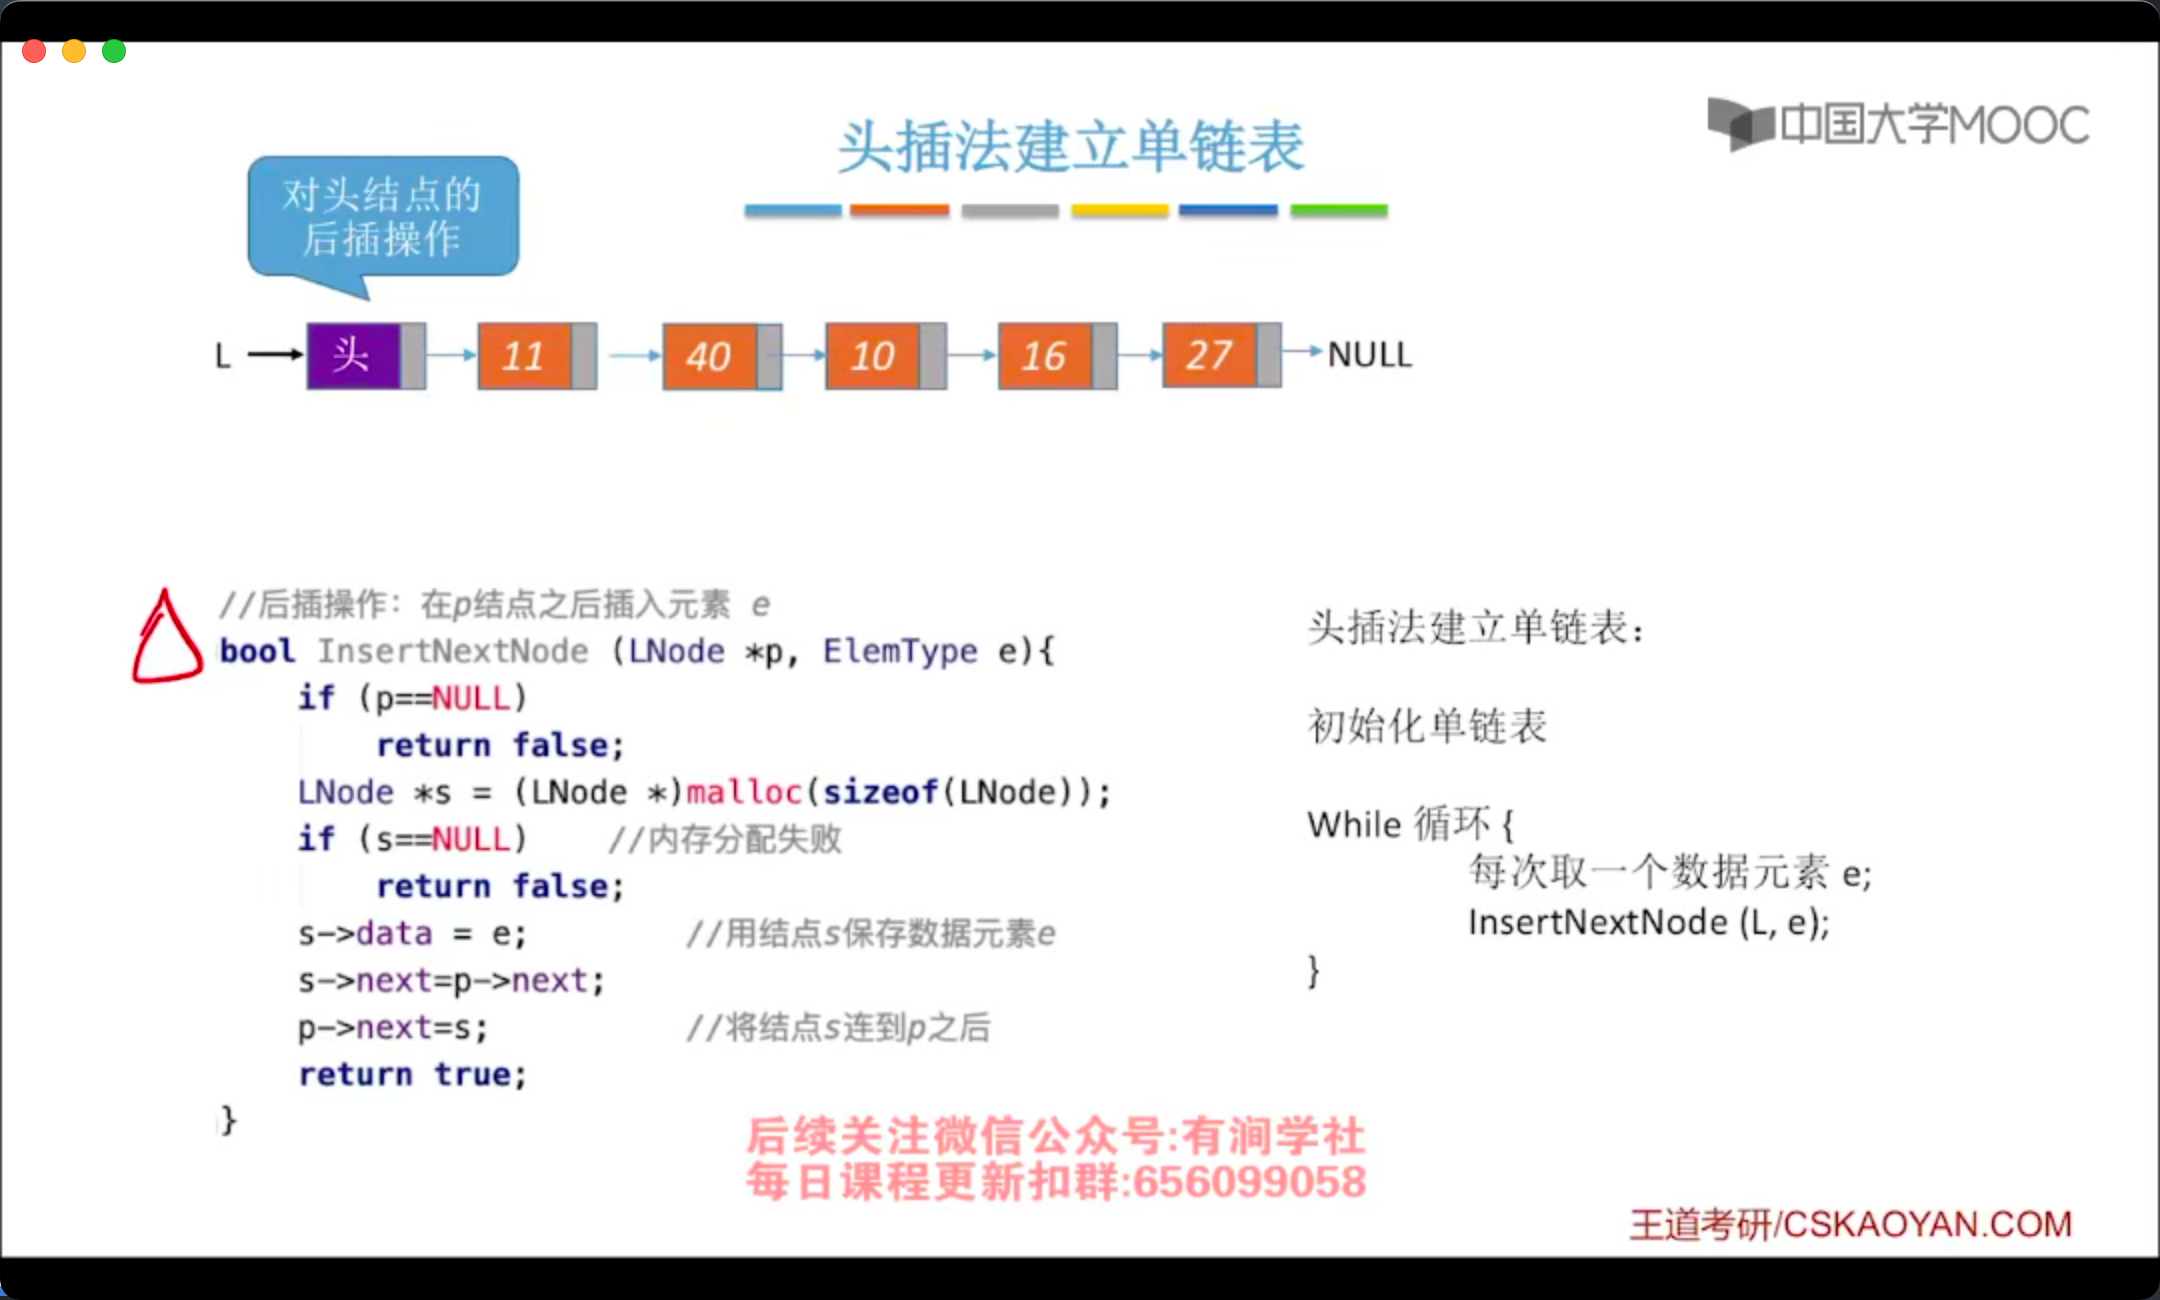 中国大学MOOC
头插法建立单链表
对头结点的
后插操作
L 头 11 40 10 16 27 NULL
//后插操作：在p结点之后插入元素 e
bool InsertNextNode (LNode *p, ElemType e){
if (p==NULL)
return false;
LNode *s = (LNode *)malloc(sizeof(LNode));
if (s==NULL) //内存分配失败
return false;
s->data = e; //用结点s保存数据元素e
s->next=p->next;
p->next=s; //将结点s连到p之后
return true;
}
头插法建立单链表：
初始化单链表
While 循环 {
每次取一个数据元素 e;
InsertNextNode (L, e);
}
后续关注微信公众号:有涧学社
每日课程更新扣群:656099058
王道考研/CSKAOYAN.COM